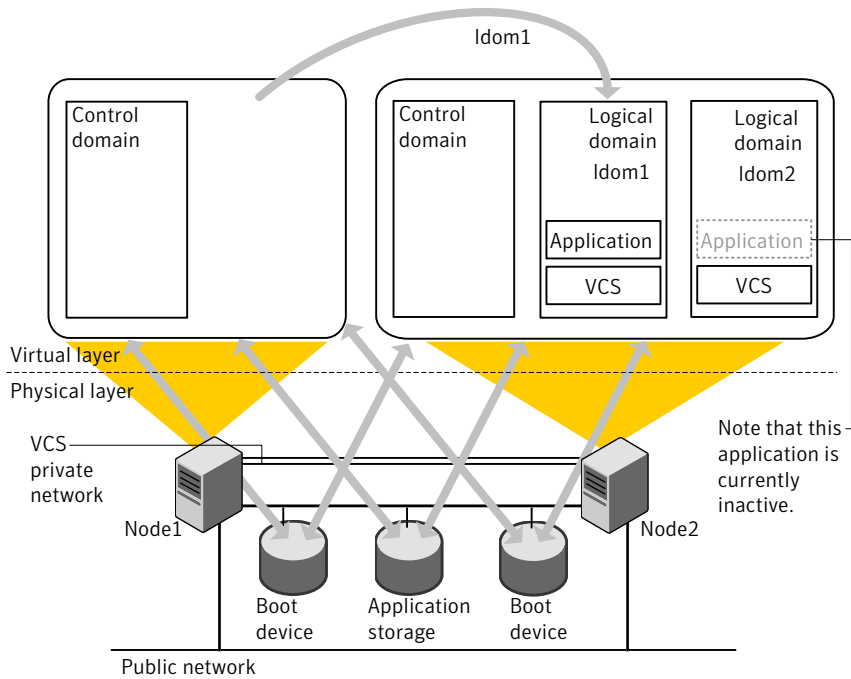 ldom1
Control
domain
Control
domain
Logical
domain
ldom1
Application
VCS
Logical
domain
ldom2
Application
VCS
Virtual layer
Physical layer
VCS
private
network
Note that this
application is
currently
inactive.
Node1
Node2
Boot
device
Application
storage
Boot
device
Public network